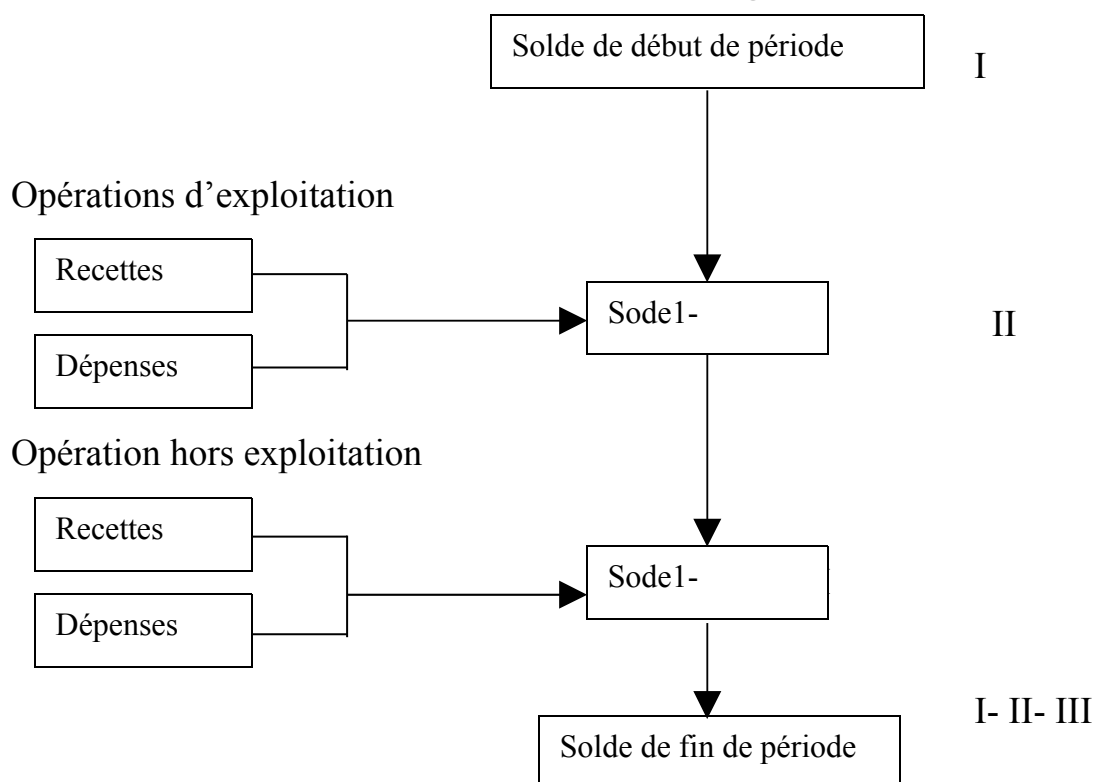 Solde de début de période
I
Opérations d’exploitation
Recettes
Sode1-
II
Dépenses
Opération hors exploitation
Recettes
Sode1-
Dépenses
I- II- III
Solde de fin de période